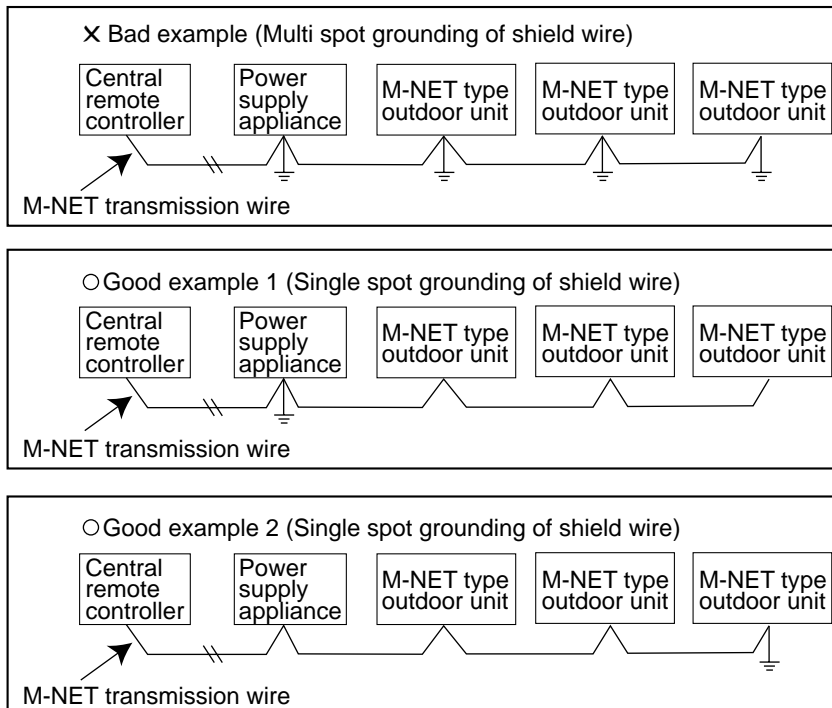 × Bad example (Multi spot grounding of shield wire)
Central
remote
controller
Power
supply
appliance
M-NET type
outdoor unit
M-NET type
outdoor unit
M-NET type
outdoor unit
M-NET transmission wire
○Good example 1 (Single spot grounding of shield wire)
Central
remote
controller
Power
supply
appliance
M-NET type
outdoor unit
M-NET type
outdoor unit
M-NET type
outdoor unit
M-NET transmission wire
○Good example 2 (Single spot grounding of shield wire)
Central
remote
controller
Power
supply
appliance
M-NET type
outdoor unit
M-NET type
outdoor unit
M-NET type
outdoor unit
M-NET transmission wire